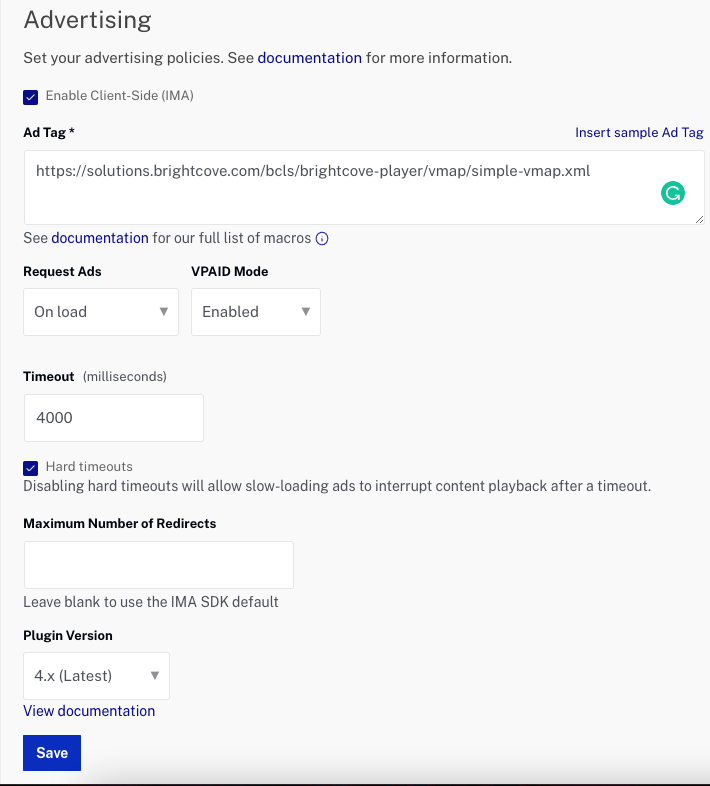 Advertising
Set your advertising policies. See documentation for more information.
Enable Client-Side (IMA)
Ad Tag * Insert sample Ad Tag
https://solutions.brightcove.com/bcls/brightcove-player/vmap/simple-vmap.xml
See documentation for our full list of macros
Request Ads VPAID Mode
On load Enabled
Timeout (milliseconds)
4000
Hard timeouts
Disabling hard timeouts will allow slow-loading ads to interrupt content playback after a timeout.
Maximum Number of Redirects
Leave blank to use the IMA SDK default
Plugin Version
4.x (Latest)
View documentation
Save